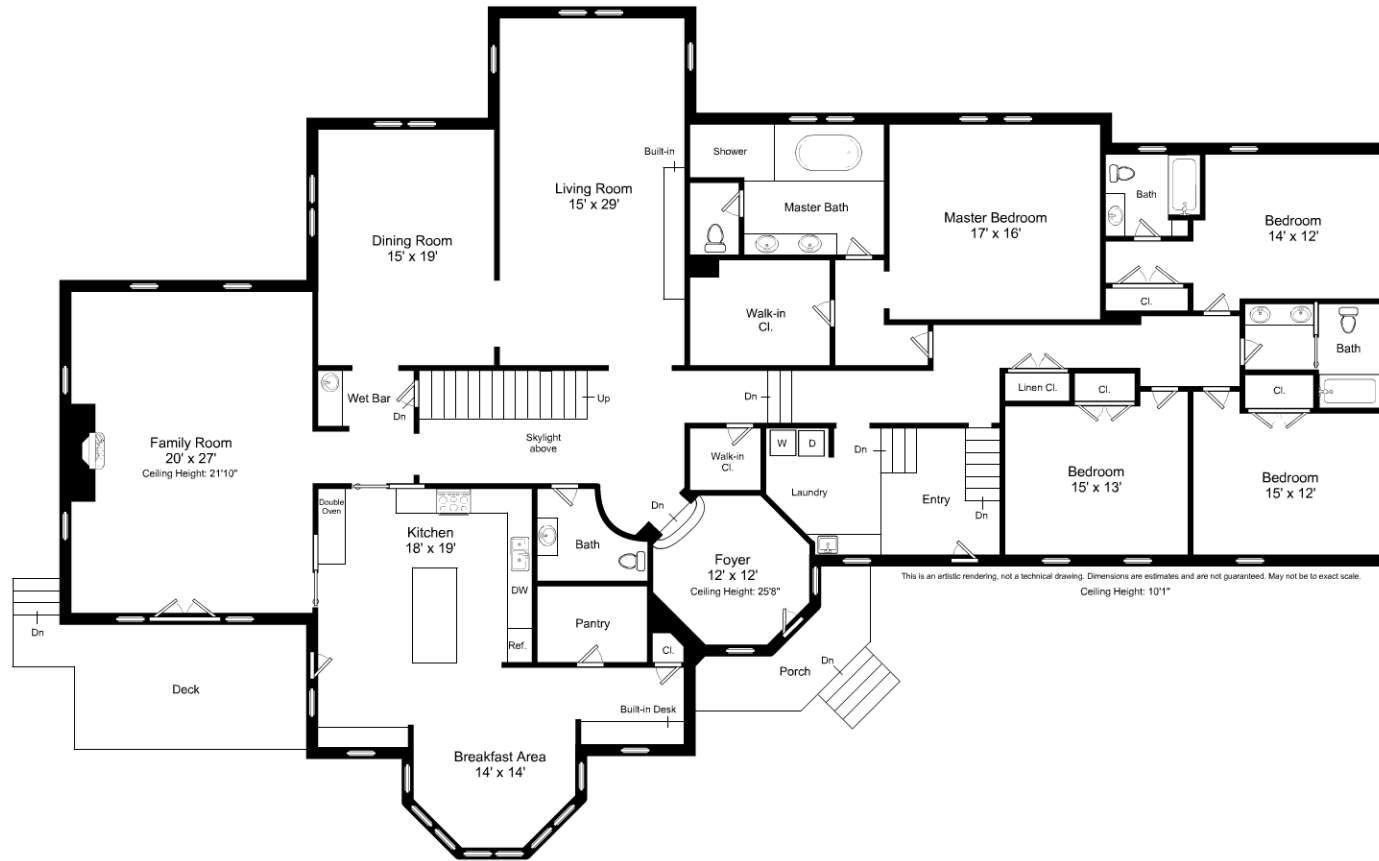 Built-in
Shower
Living Room
15' x 29'
Master Bath
Master Bedroom
17' x 16'
Bath
Bedroom
14' x 12'
Dining Room
15' x 19'
Walk-in
Cl.
Cl.
Bath
Linen Cl.
Cl.
Cl.
Wet Bar
Dn
Up
Dn
Family Room
20' x 27'
Ceiling Height: 21'10"
Skylight
above
Walk-in
Cl.
W
D
Dn
Laundry
Entry
Dn
Bedroom
15' x 13'
Bedroom
15' x 12'
Double
Oven
Kitchen
18' x 19'
Dn
Bath
DW
Foyer
12' x 12'
Ceiling Height: 25'8"
This is an artistic rendering, not a technical drawing. Dimensions are estimates and are not guaranteed. May not be to exact scale.
Ceiling Height: 10'1"
Dn
Pantry
Ref.
Cl.
Deck
Porch
Dn
Built-in Desk
Breakfast Area
14' x 14'